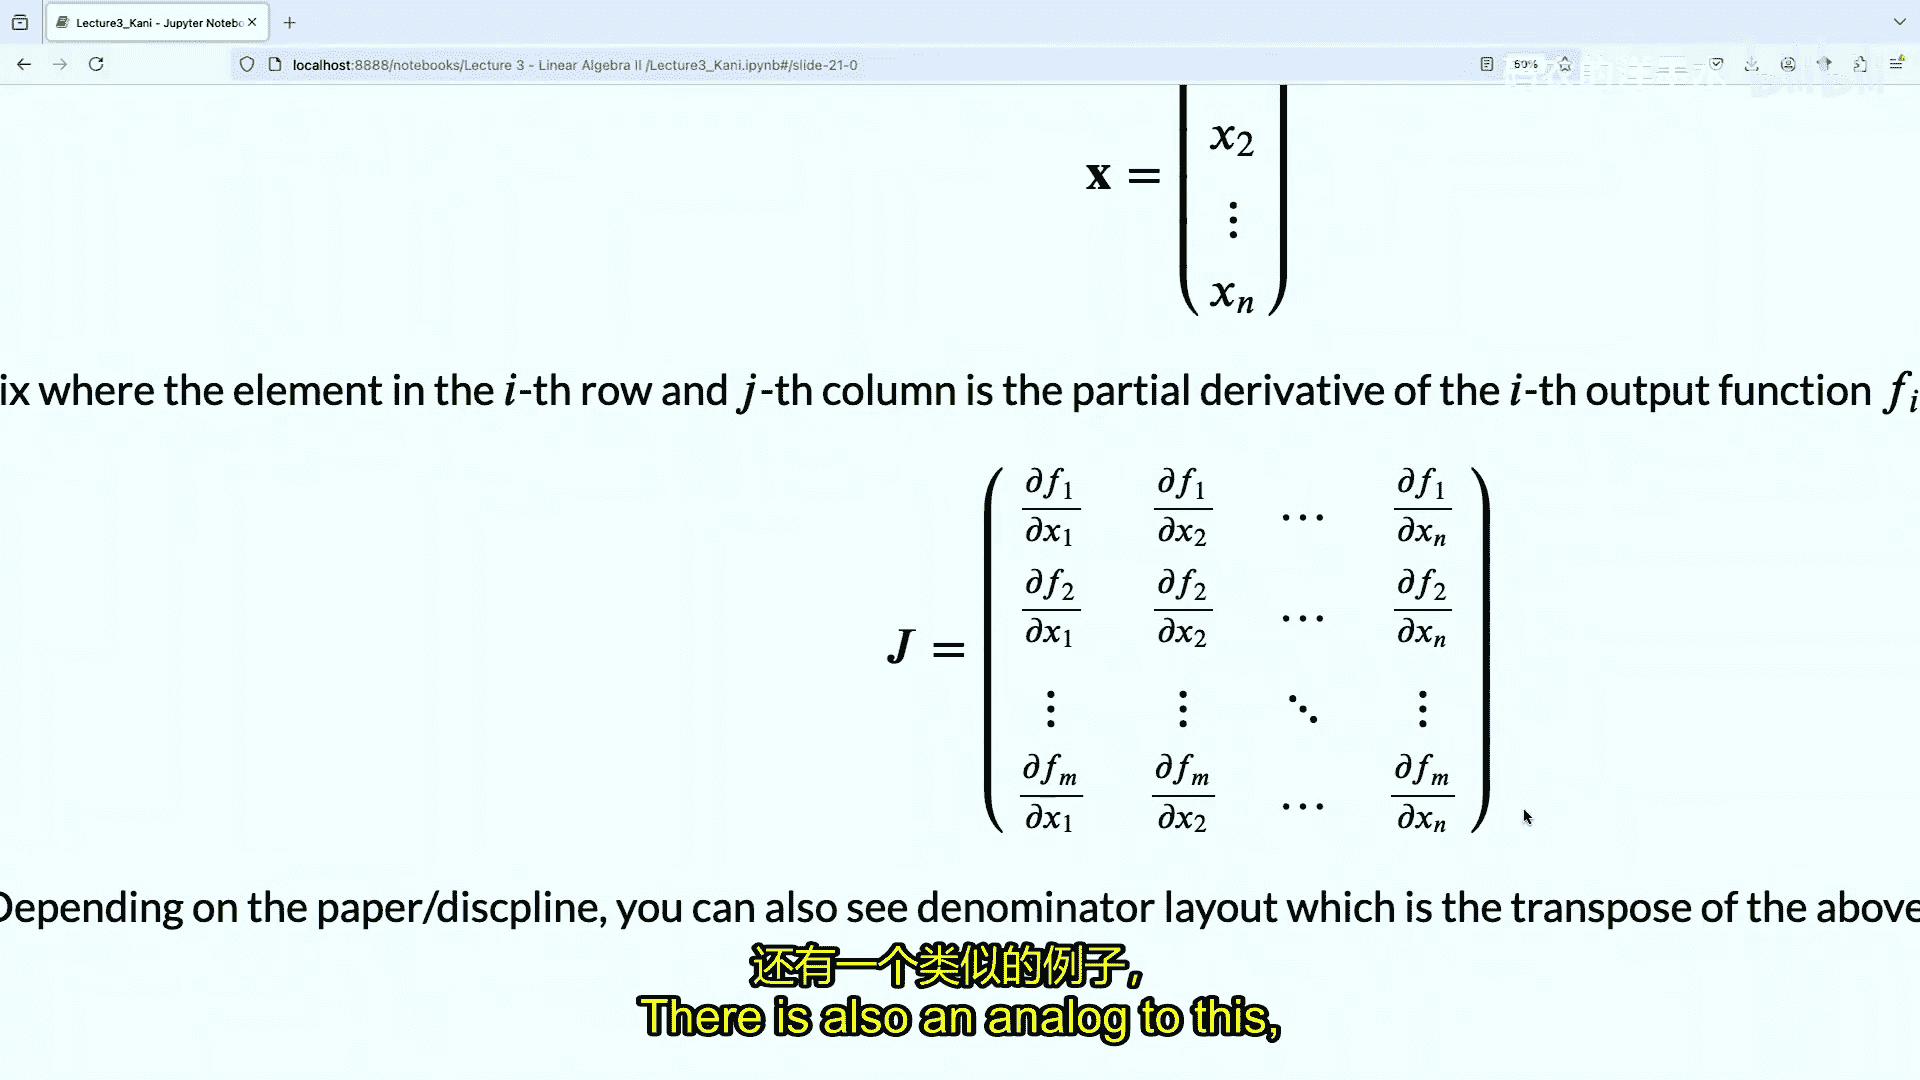 Lecture3_Kani - Jupyter Notebo
localhost:8888/notebooks/Lecture 3 - Linear Algebra II /Lecture3_Kani.ipynb#/slide-21-0
50%
x = ( x₂ ⋮ xₙ )
ix where the element in the i-th row and j-th column is the partial derivative of the i-th output function fᵢ
∂f₁/∂x₁ ∂f₁/∂x₂ ⋯ ∂f₁/∂xₙ
∂f₂/∂x₁ ∂f₂/∂x₂ ⋯ ∂f₂/∂xₙ
J =
⋮ ⋮ ⋱ ⋮
∂fₘ/∂x₁ ∂fₘ/∂x₂ ⋯ ∂fₘ/∂xₙ
Depending on the paper/discpline, you can also see denominator layout which is the transpose of the above
还有一个类似的例子,
There is also an analog to this,